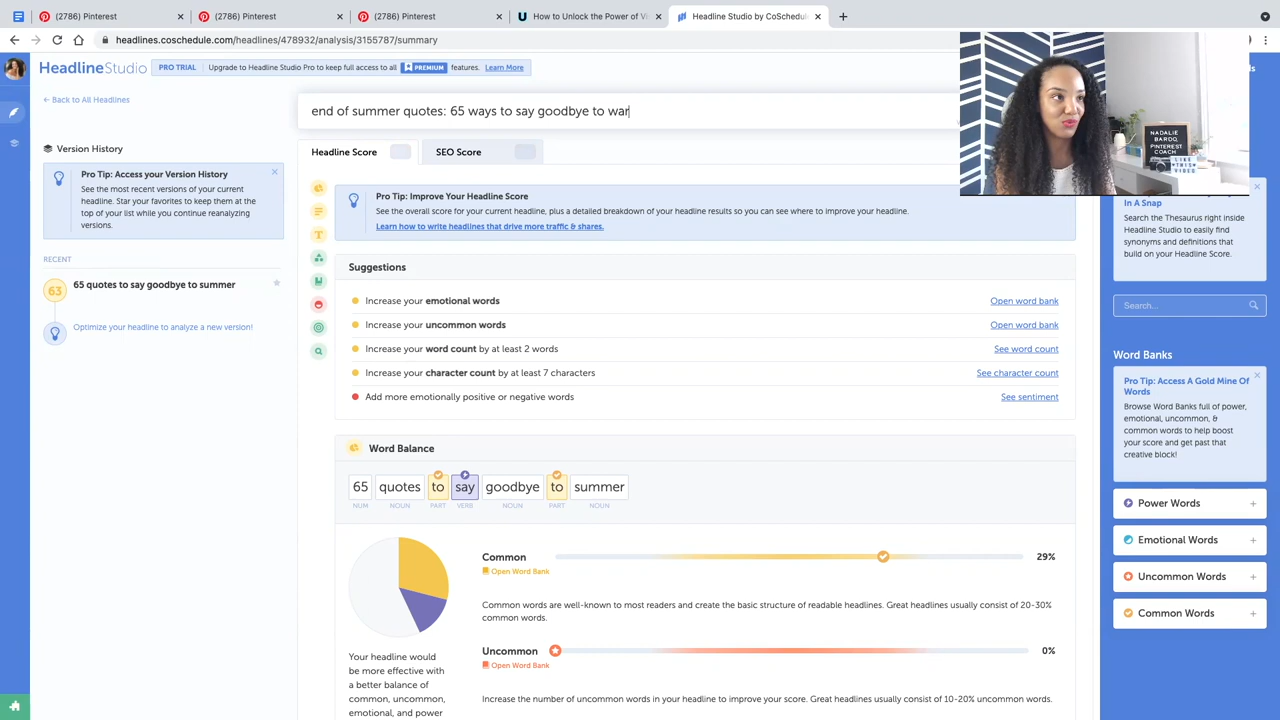 (2786) Pinterest
(2786) Pinterest
(2786) Pinterest
How to Unlock the Power of Vi
Headline Studio by CoSchedule
headlines.coschedule.com/headlines/478932/analysis/3155787/summary
HeadlineStudio
PRO TRIAL
Upgrade to Headline Studio Pro to keep full access to all PREMIUM features. Learn More
← Back to All Headlines
end of summer quotes: 65 ways to say goodbye to war
NADALIE
BARDO,
PINTEREST
COACH
LIKE
THIS
VIDEO
Version History
Pro Tip: Access your Version History
See the most recent versions of your current
headline. Star your favorites to keep them at
the top of your list while you continue reanalyzing
versions.
RECENT
63
65 quotes to say goodbye to summer
Optimize your headline to analyze a new version!
Headline Score
SEO Score
Pro Tip: Improve Your Headline Score
See the overall score for your current headline, plus a detailed breakdown of your headline results so you can see where to improve your headline.
Learn how to write headlines that drive more traffic & shares.
Suggestions
Increase your emotional words
Open word bank
Increase your uncommon words
Open word bank
Increase your word count by at least 2 words
See word count
Increase your character count by at least 7 characters
See character count
Add more emotionally positive or negative words
See sentiment
Word Balance
65 quotes to say goodbye to summer
NUM NOUN PART VERB NOUN PART NOUN
Common
29%
Open Word Bank
Common words are well-known to most readers and create the basic structure of readable headlines. Great headlines usually consist of 20-30%
common words.
Uncommon
0%
Open Word Bank
Increase the number of uncommon words in your headline to improve your score. Great headlines usually consist of 10-20% uncommon words.
Your headline would
be more effective with
a better balance of
common, uncommon,
emotional, and power
In A Snap
Search the Thesaurus right inside
Headline Studio to easily find
synonyms and definitions that
build on your Headline Score.
Search...
Word Banks
Pro Tip: Access A Gold Mine Of
Words
Browse Word Banks full of power,
emotional, uncommon, &
common words to help boost
your score and get past that
creative block!
Power Words
Emotional Words
Uncommon Words
Common Words